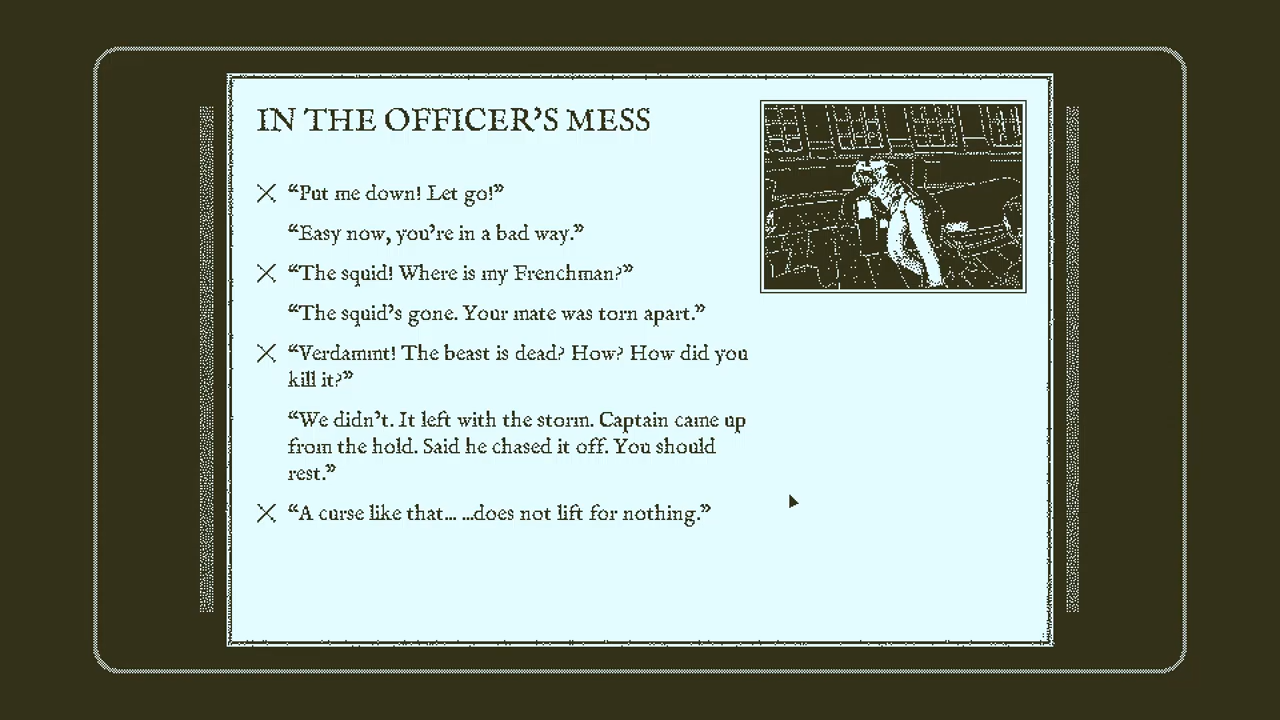 IN THE OFFICER'S MESS
“Put me down! Let go!”
“Easy now, you're in a bad way.”
“The squid! Where is my Frenchman?”
“The squid's gone. Your mate was torn apart.”
“Verdammt! The beast is dead? How? How did you
kill it?”
“We didn't. It left with the storm. Captain came up
from the hold. Said he chased it off. You should
rest.”
“A curse like that... ...does not lift for nothing.”